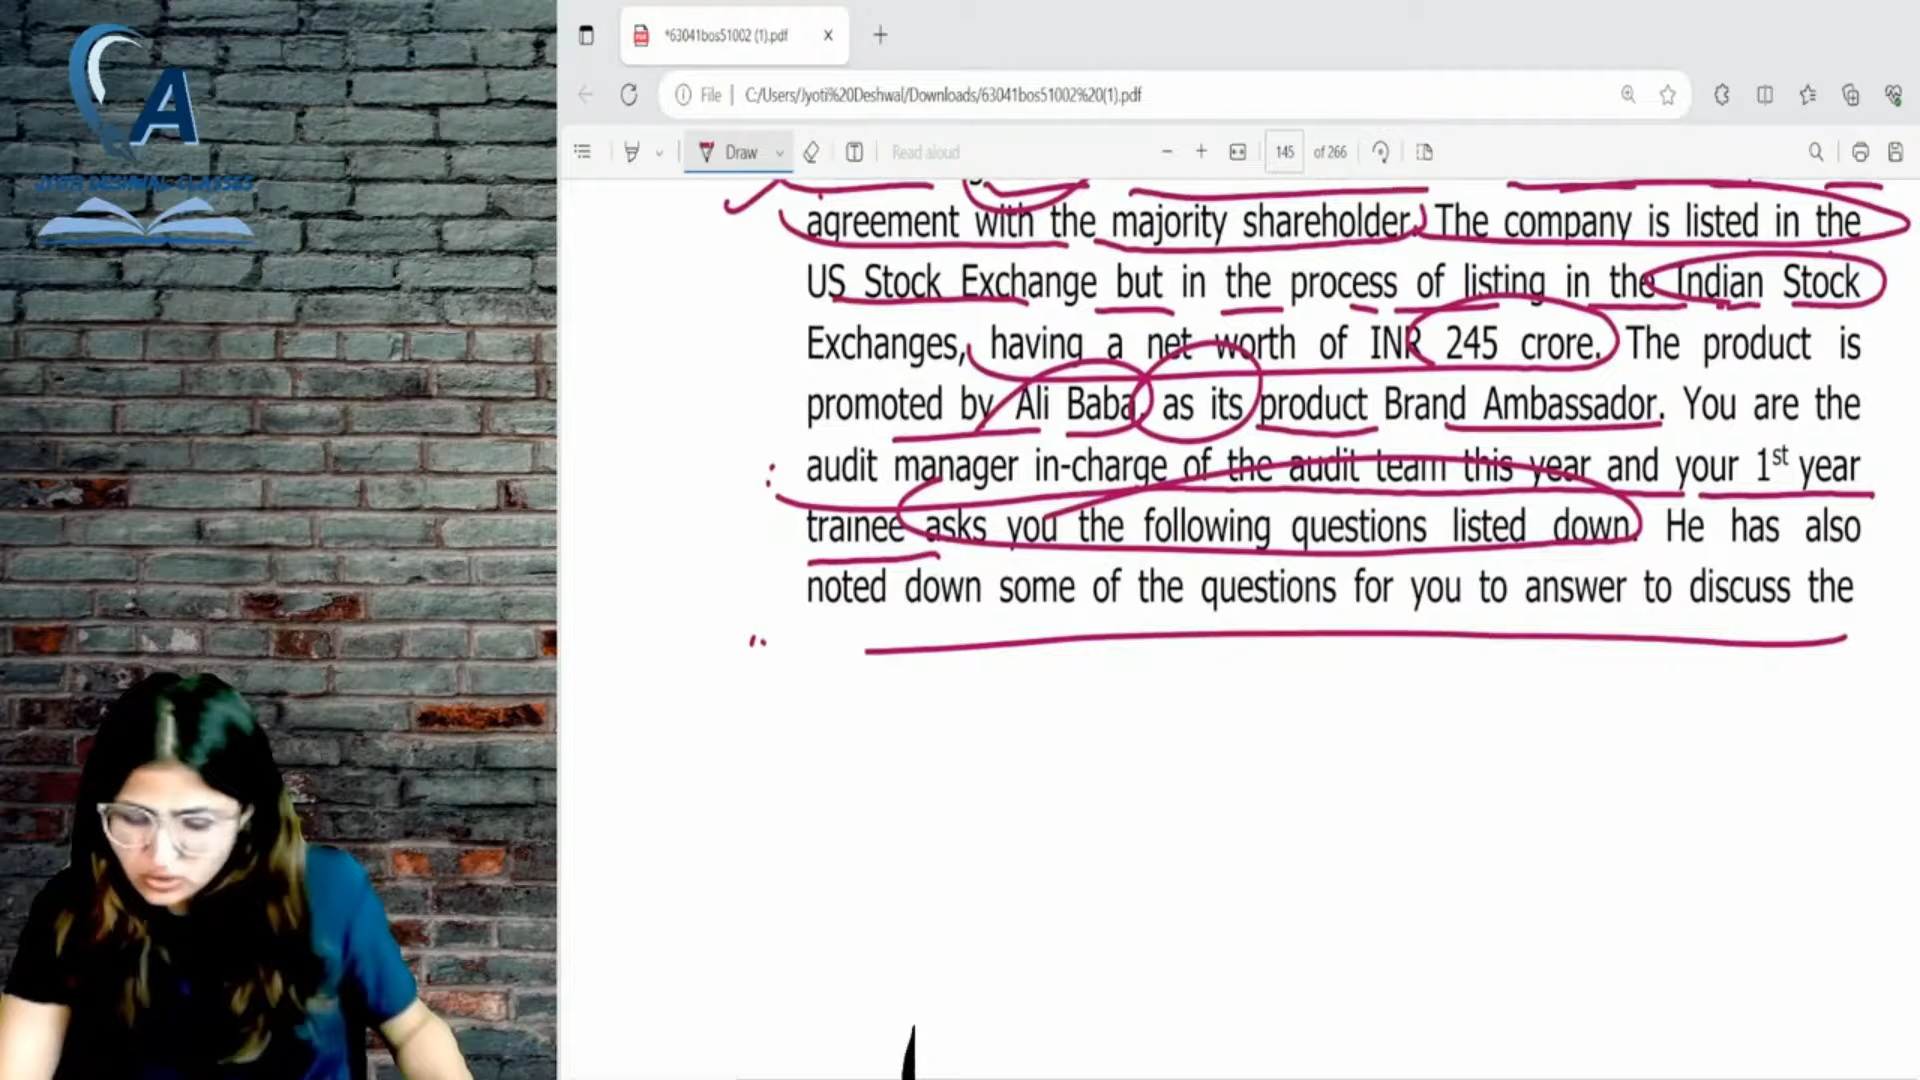 A
JYOTI DESHWAL CLASSES
*63041bos51002 (1).pdf
File
C:/Users/Jyoti%20Deshwal/Downloads/63041bos51002%20(1).pdf
Draw
Read aloud
145 of 266
agreement with the majority shareholder. The company is listed in the
US Stock Exchange but in the process of listing in the Indian Stock
Exchanges, having a net worth of INR 245 crore. The product is
promoted by Ali Baba, as its product Brand Ambassador. You are the
audit manager in-charge of the audit team this year and your 1st year
trainee asks you the following questions listed down. He has also
noted down some of the questions for you to answer to discuss the